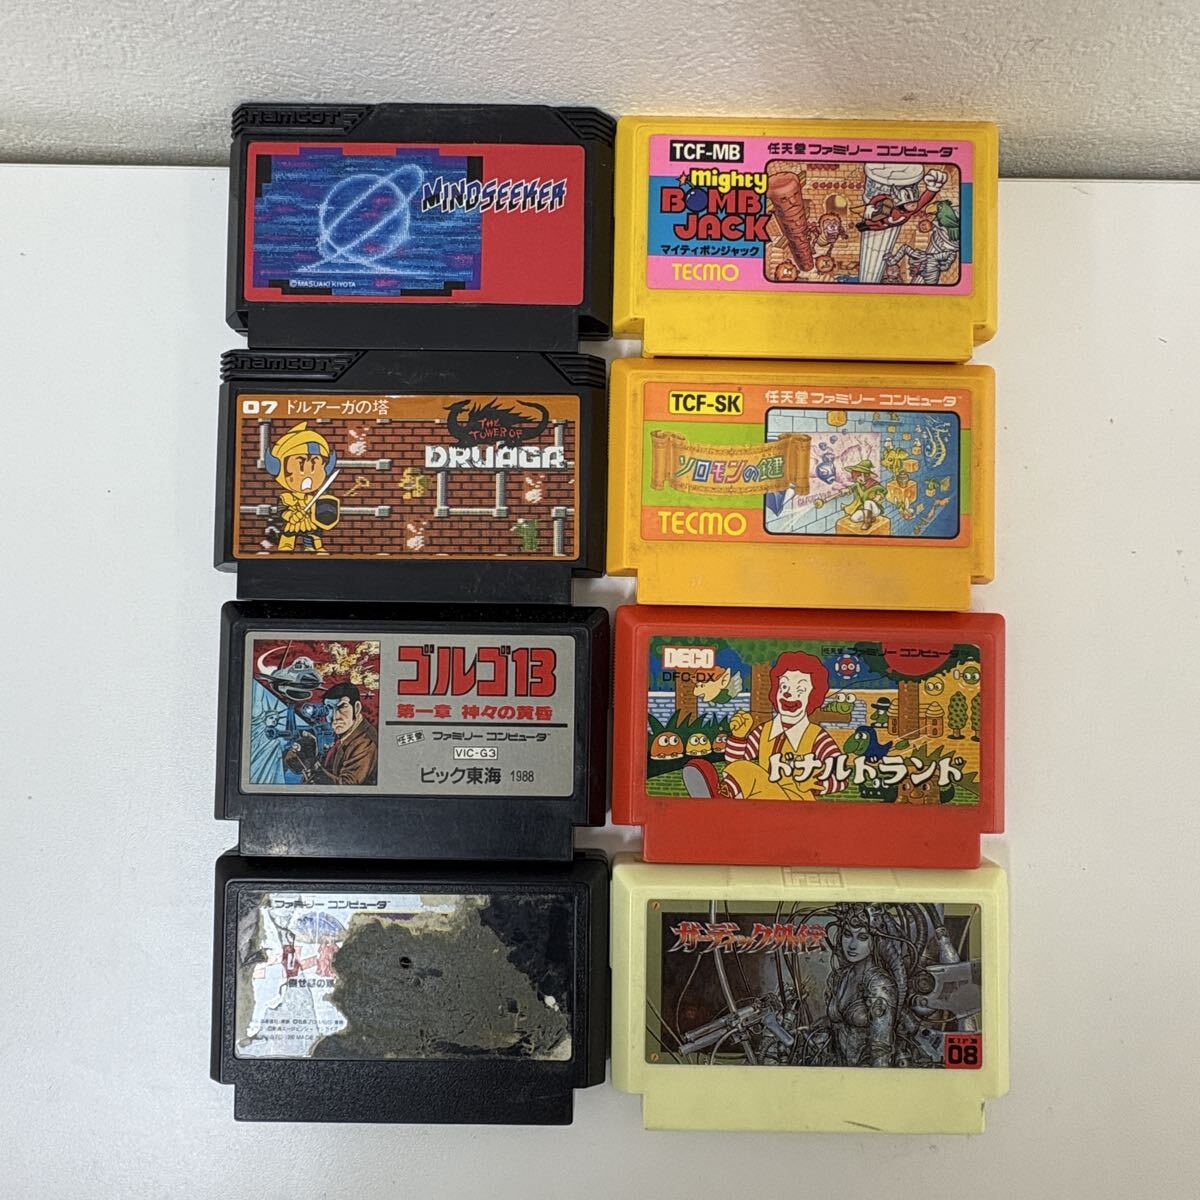 namcot
MINDSEEKER
©MASUAKI KIYOTA
TCF-MB
任天堂 ファミリー コンピュータ
mighty
BOMB
JACK
マイティボンジャック
TECMO
namcot
07 ドルアーガの塔
THE
TOWER OF
DRUAGA
TCF-SK
任天堂 ファミリー コンピュータ
ソロモンの鍵
TECMO
ゴルゴ13
第一章 神々の黄昏
任天堂 ファミリー コンピュータ
VIC-G3
ビック東海 1988
DECO
DFC-DX
任天堂 ファミリー コンピュータ
ドナルドランド
ファミリー コンピュータ
倒せ
irem
ガーディック外伝
08